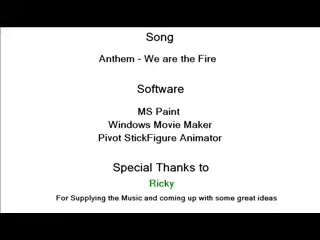 Song
Anthem - We are the Fire
Software
MS Paint
Windows Movie Maker
Pivot StickFigure Animator
Special Thanks to
Ricky
For Supplying the Music and coming up with some great ideas